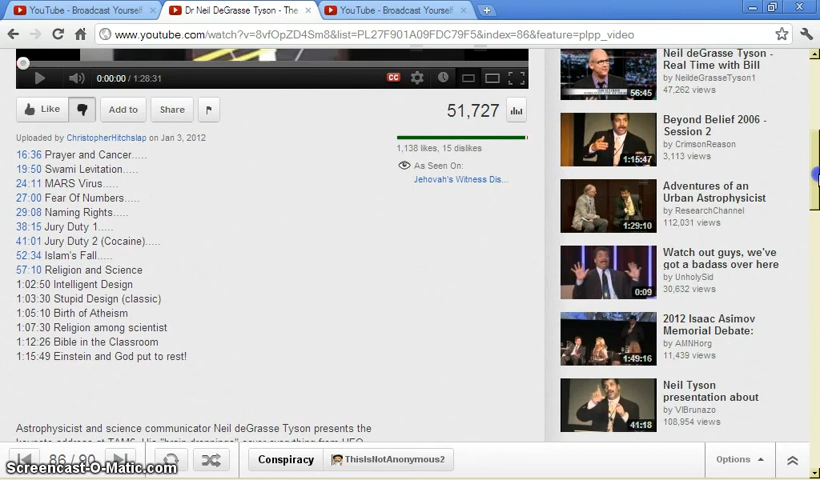 YouTube - Broadcast Yourself
Dr Neil DeGrasse Tyson - The
YouTube - Broadcast Yourself
www.youtube.com/watch?v=8vfOpZD4Sm8&list=PL27F901A09FDC79F5&index=86&feature=plpp_video
0:00:00 / 1:28:31
CC
Like
Add to
Share
51,727
Uploaded by ChristopherHitchslap on Jan 3, 2012
1,138 likes, 15 dislikes
As Seen On:
Jehovah's Witness Dis...
16:36 Prayer and Cancer.....
19:50 Swami Levitation.....
24:11 MARS Virus.....
27:00 Fear Of Numbers.....
29:08 Naming Rights.....
38:15 Jury Duty 1.....
41:01 Jury Duty 2 (Cocaine).....
52:34 Islam's Fall.....
57:10 Religion and Science
1:02:50 Intelligent Design
1:03:30 Stupid Design (classic)
1:05:10 Birth of Atheism
1:07:30 Religion among scientist
1:12:26 Bible in the Classroom
1:15:49 Einstein and God put to rest!
Astrophysicist and science communicator Neil deGrasse Tyson presents the
Neil deGrasse Tyson -
Real Time with Bill
by NeildeGrasseTyson1
47,262 views
56:45
Beyond Belief 2006 -
Session 2
by CrimsonReason
3,113 views
1:15:47
Adventures of an
Urban Astrophysicist
by ResearchChannel
112,031 views
1:29:10
Watch out guys, we've
got a badass over here
by UnholySid
30,632 views
0:09
2012 Isaac Asimov
Memorial Debate:
by AMNHorg
11,439 views
1:49:16
Neil Tyson
presentation about
by VIBrunazo
108,954 views
41:18
86 / 90
Conspiracy
ThisIsNotAnonymous2
Options
Screencast-O-Matic.com